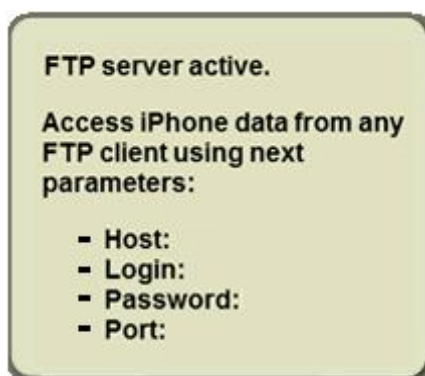 FTP server active.
Access iPhone data from any
FTP client using next
parameters:
- Host:
- Login:
- Password:
- Port: